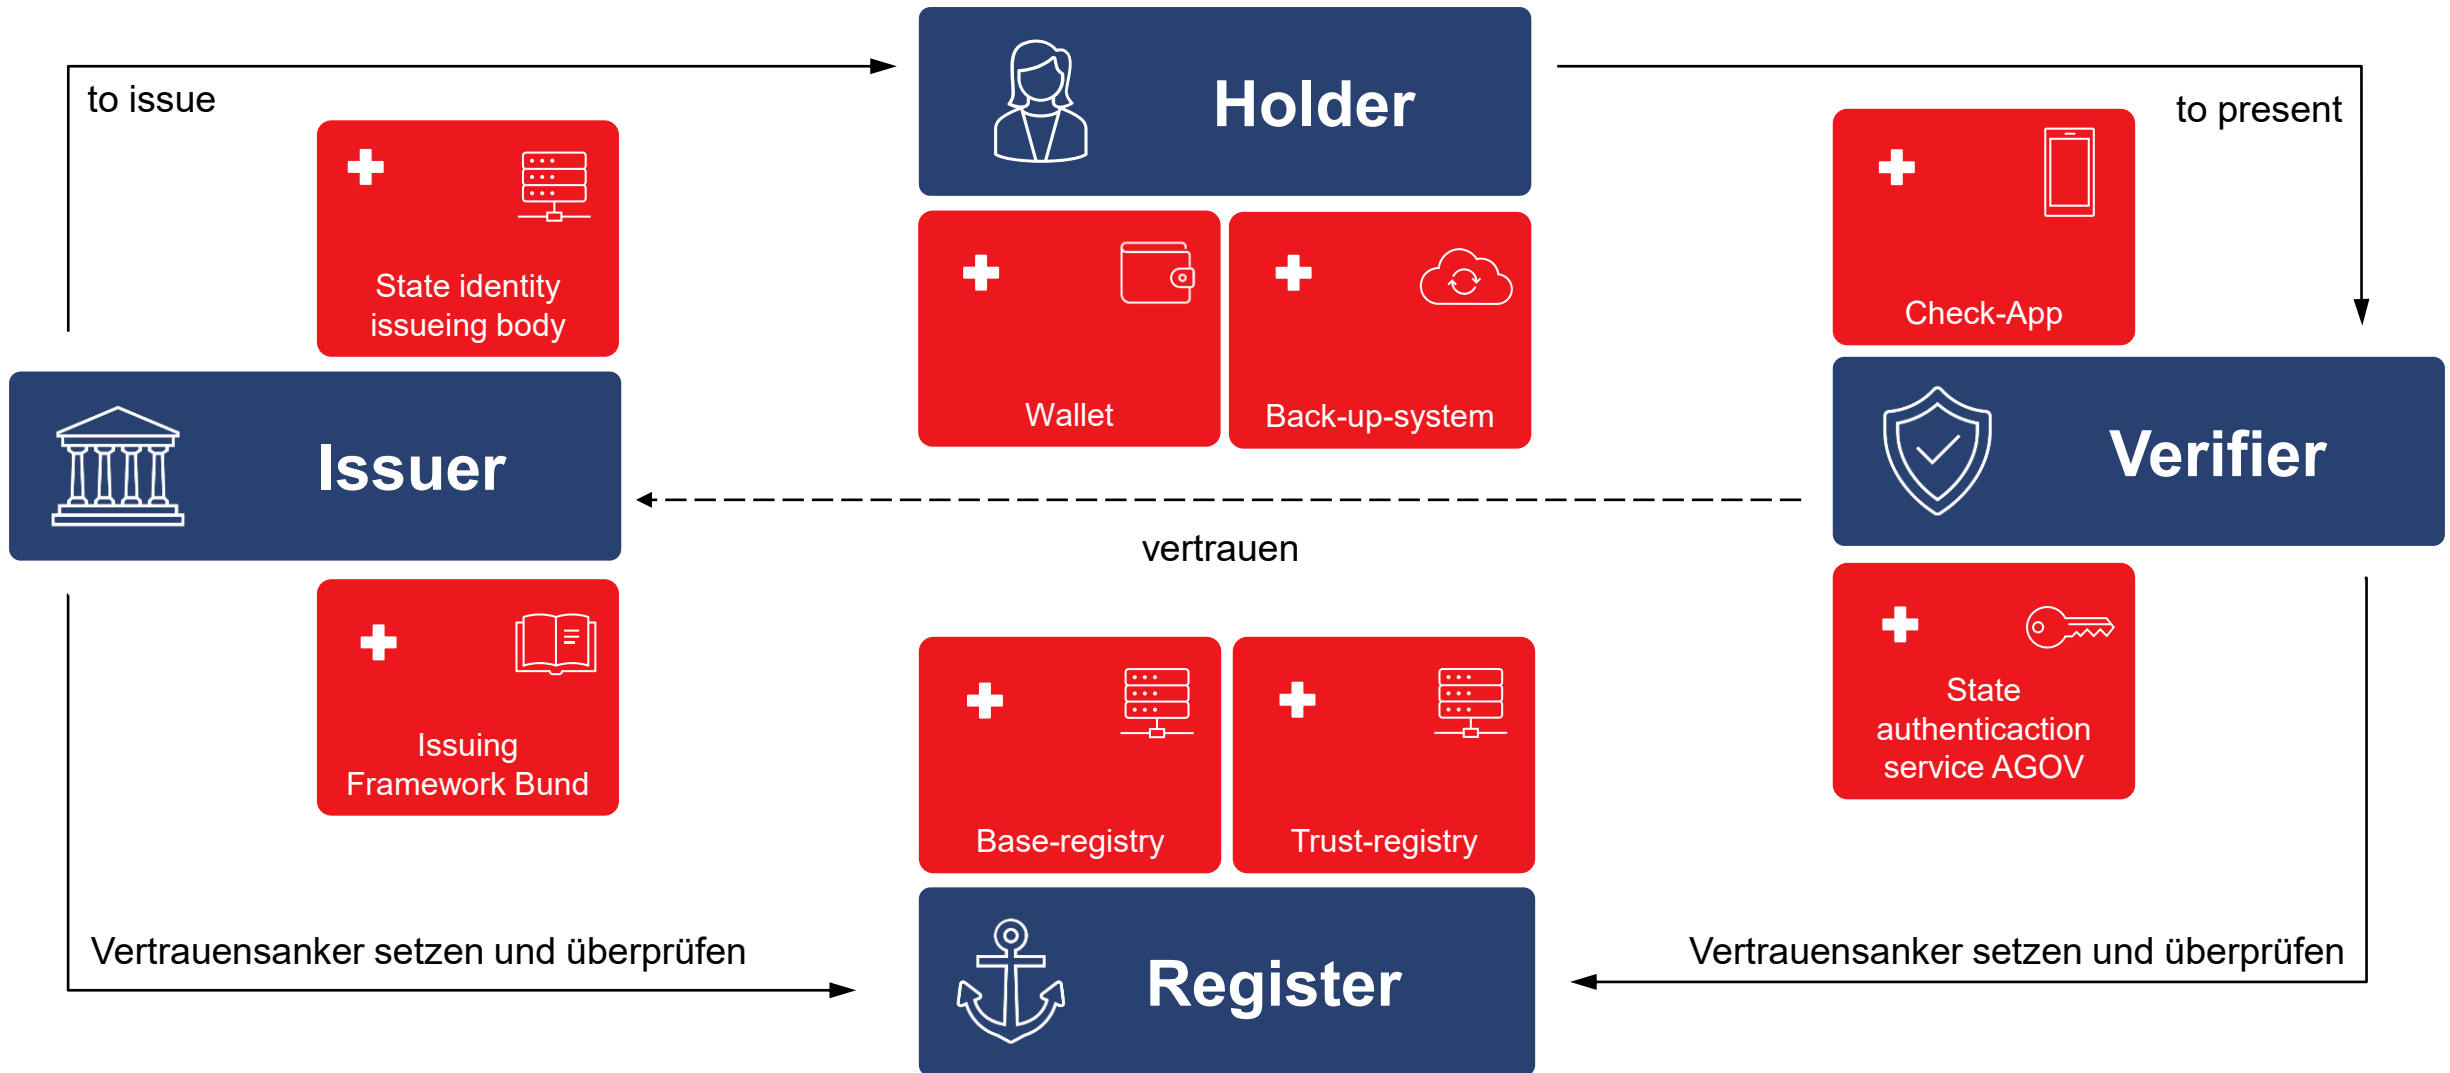 Holder
to issue
to present
State identity
issueing body
Check-App
Wallet
Back-up-system
Issuer
Verifier
vertrauen
Issuing
Framework Bund
Base-registry
Trust-registry
State
authenticaction
service AGOV
Vertrauensanker setzen und überprüfen
Register
Vertrauensanker setzen und überprüfen